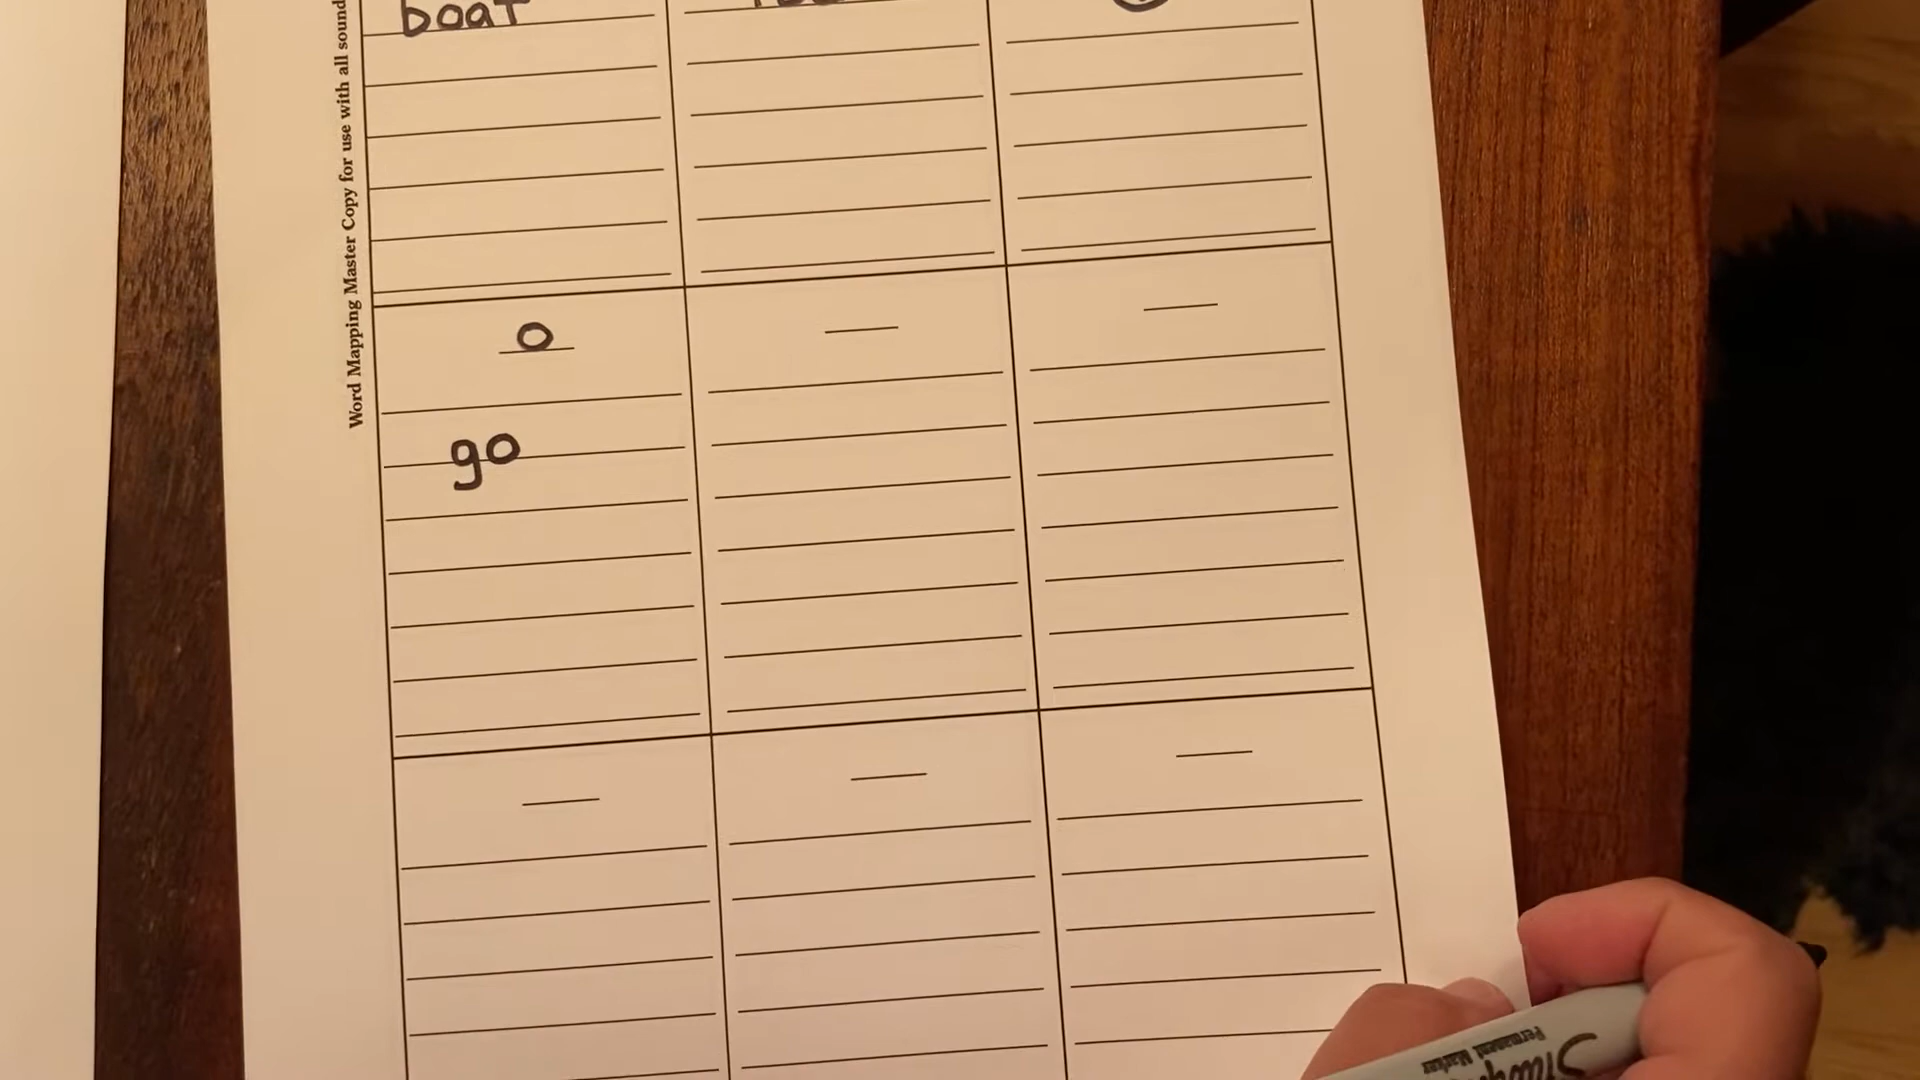 boat
Word Mapping Master Copy for use with all sound
o
go
Sharpie
Permanent Marker